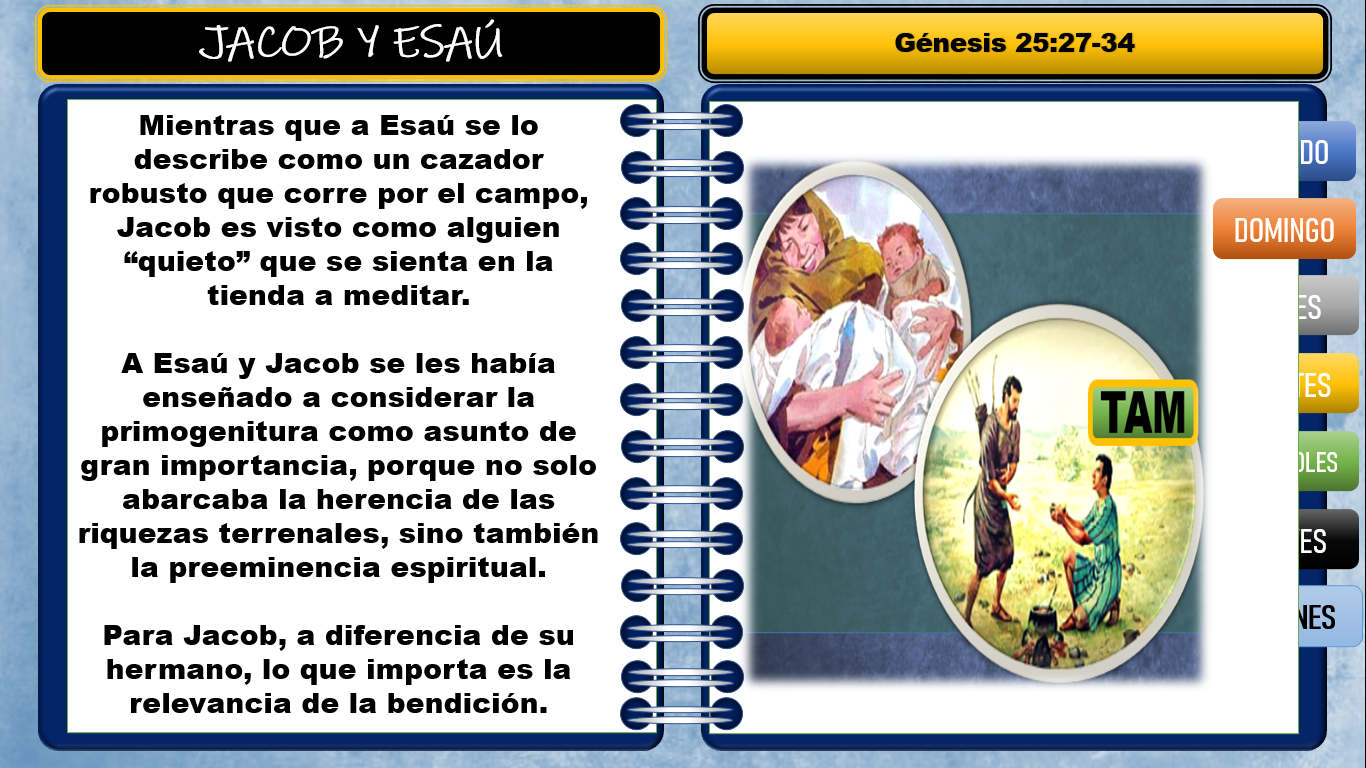 JACOB Y ESAÚ
Génesis 25:27-34
Mientras que a Esaú se lo
describe como un cazador
robusto que corre por el campo,
Jacob es visto como alguien
“quieto” que se sienta en la
tienda a meditar.
A Esaú y Jacob se les había
enseñado a considerar la
primogenitura como asunto de
gran importancia, porque no solo
abarcaba la herencia de las
riquezas terrenales, sino también
la preeminencia espiritual.
Para Jacob, a diferencia de su
hermano, lo que importa es la
relevancia de la bendición.
TAM
DO
DOMINGO
ES
TES
OLES
ES
NES